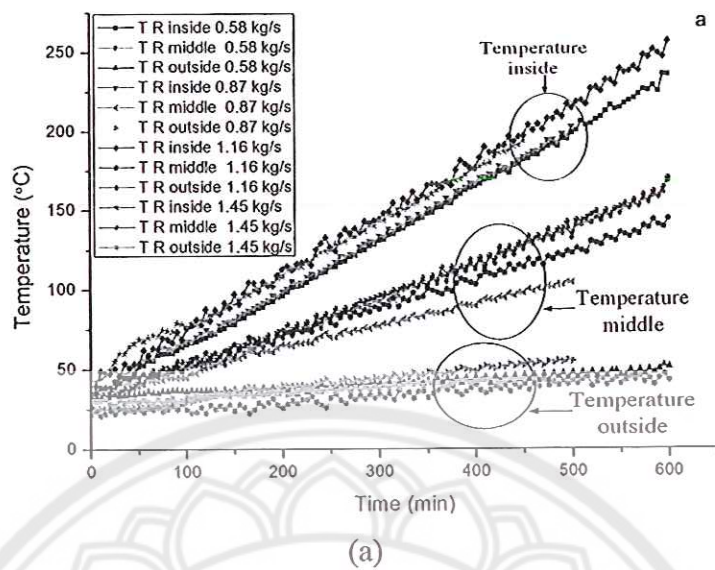 a
T R inside 0.58 kg/s
T R middle 0.58 kg/s
T R outside 0.58 kg/s
T R inside 0.87 kg/s
T R middle 0.87 kg/s
T R outside 0.87 kg/s
T R inside 1.16 kg/s
T R middle 1.16 kg/s
T R outside 1.16 kg/s
T R inside 1.45 kg/s
T R middle 1.45 kg/s
T R outside 1.45 kg/s
Temperature
inside
Temperature
middle
Temperature
outside
Temperature (°C)
250
200
150
100
50
0
0 100 200 300 400 500 600
Time (min)
(a)